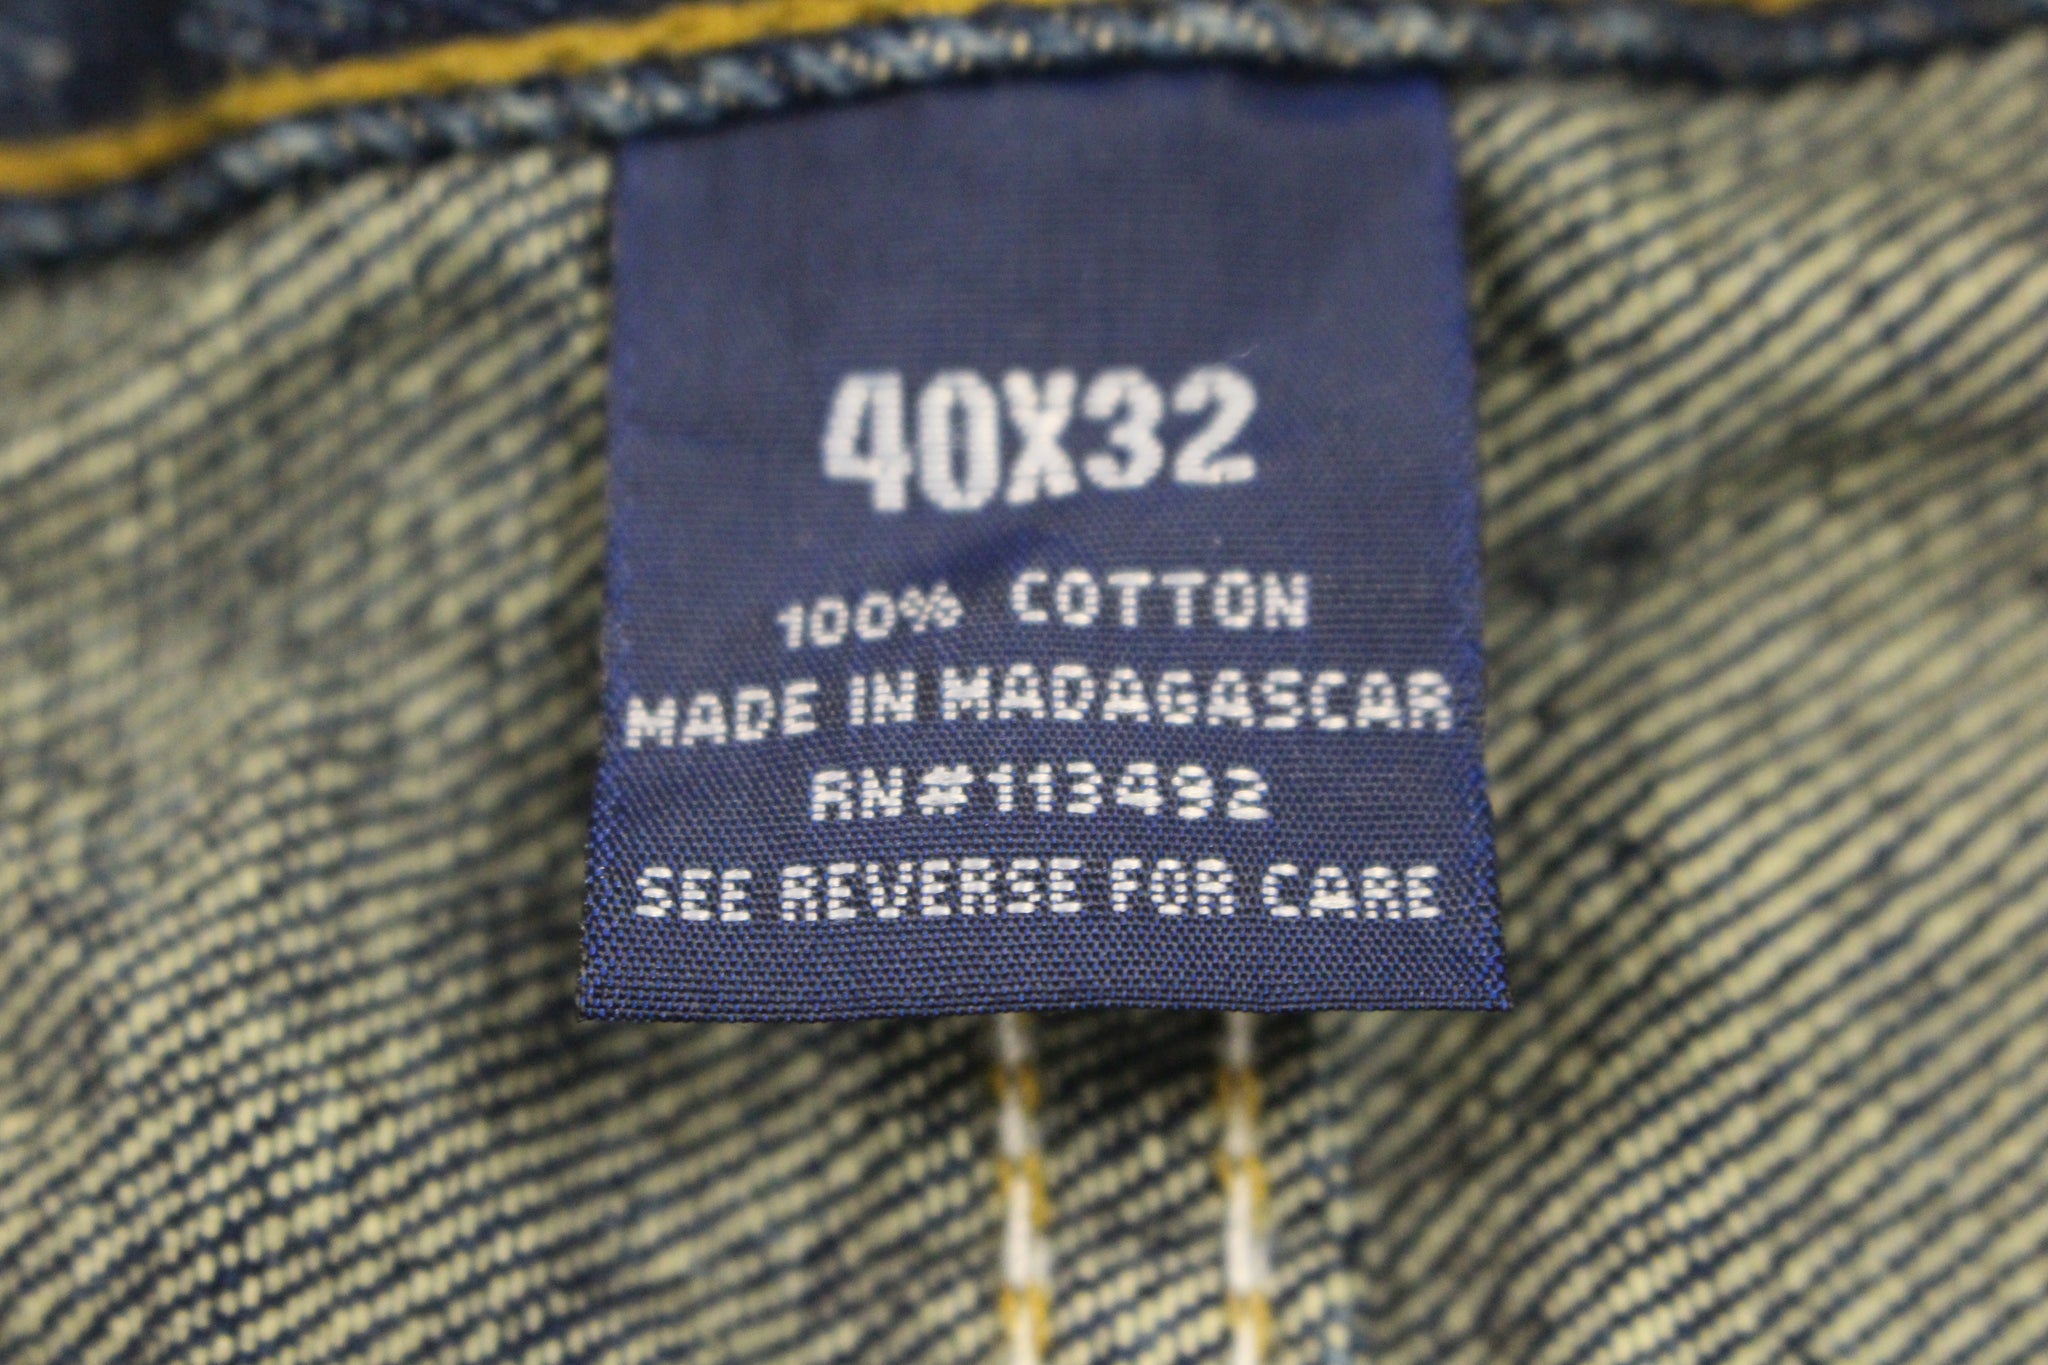 40X32
100% COTTON
MADE IN MADAGASCAR
RN#113492
SEE REVERSE FOR CARE